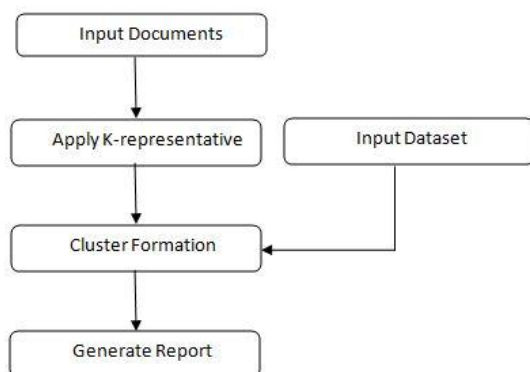 Input Documents
Apply K-representative
Input Dataset
Cluster Formation
Generate Report